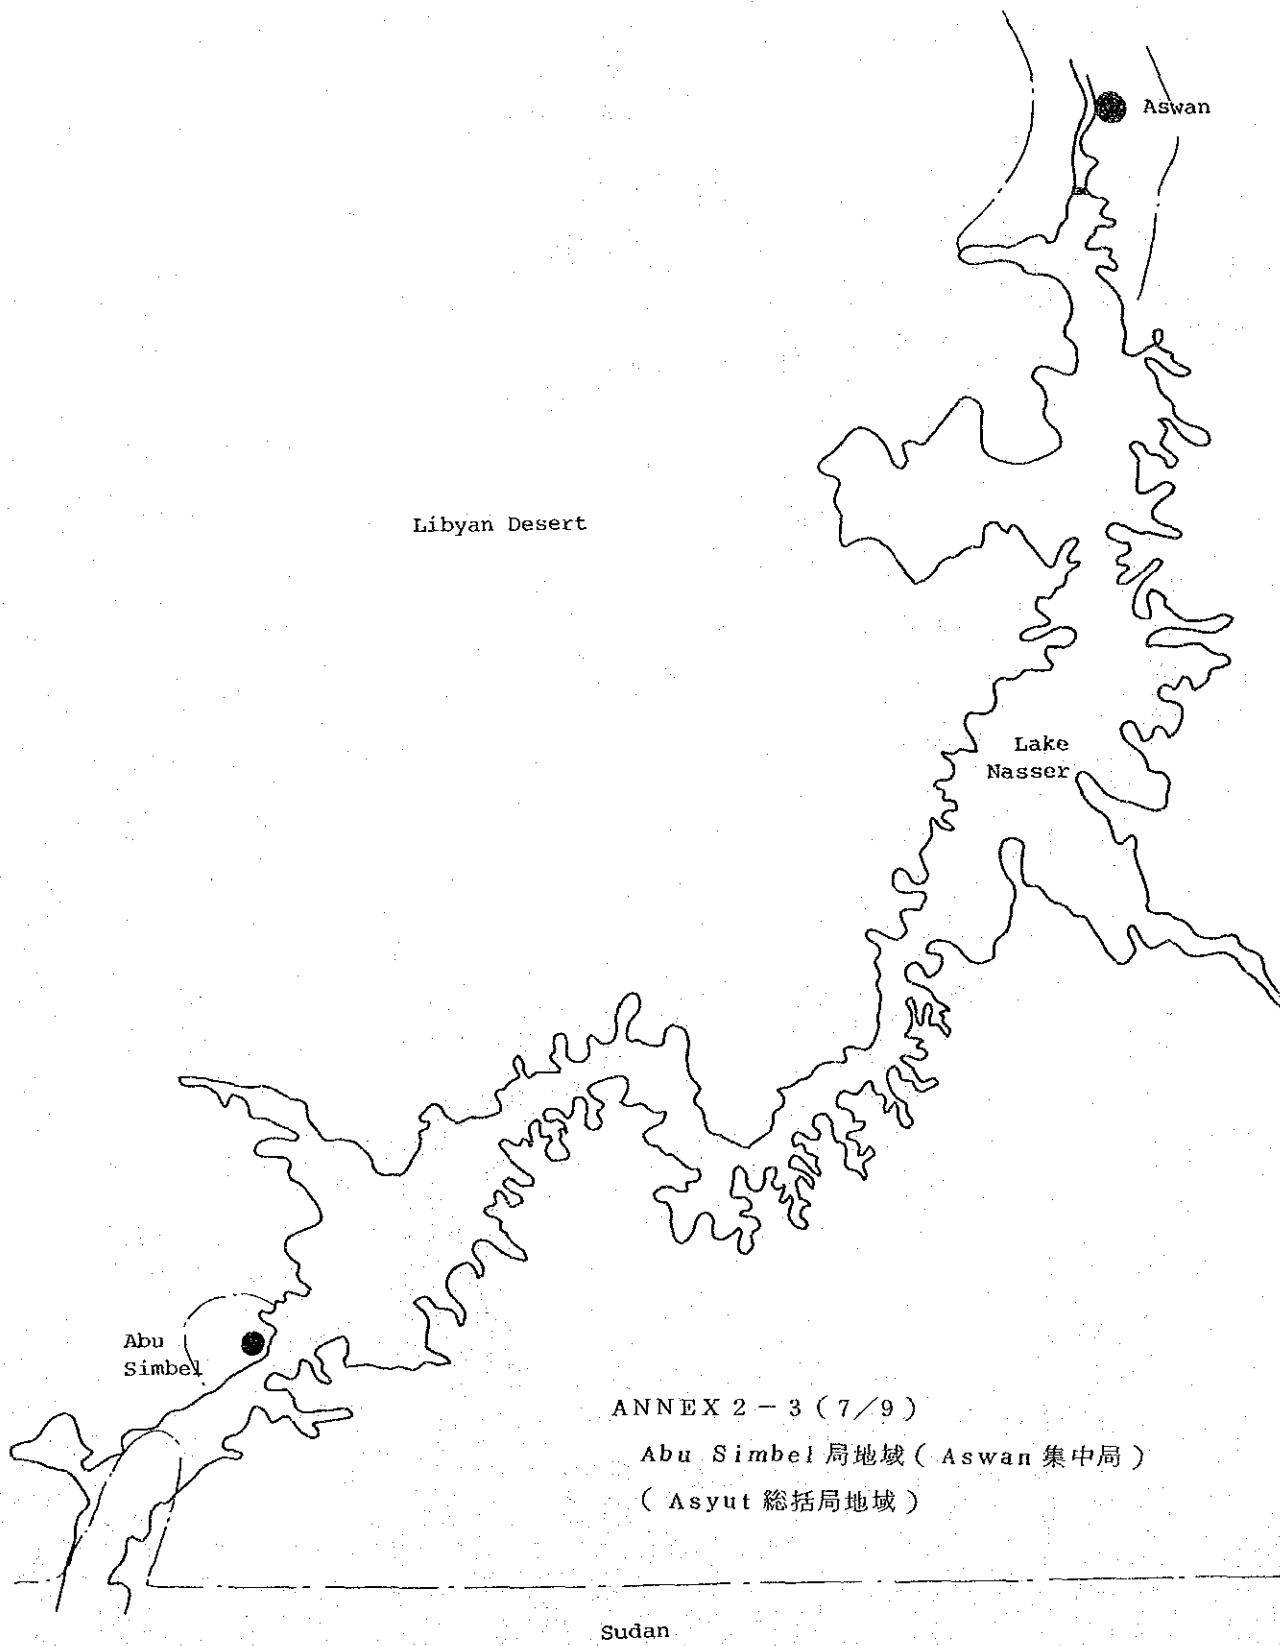 Aswan
Libyan Desert
Lake
Nasser
Abu
Simbel
ANNEX 2-3 (7/9)
Abu Simbel 局地域 ( Aswan 集中局 )
( Asyut 総括局地域 )
Sudan